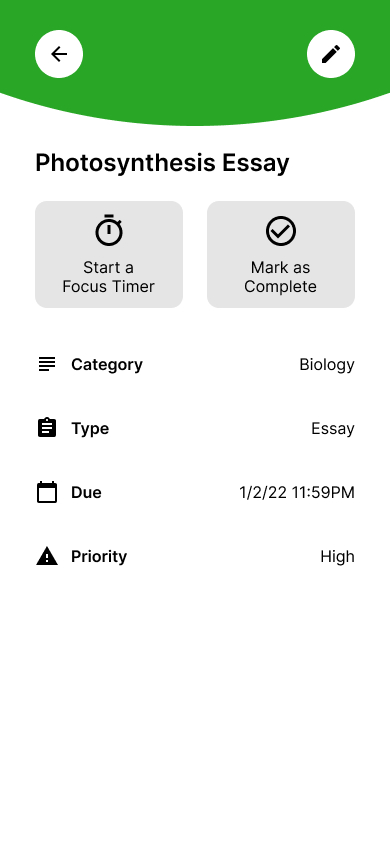 Photosynthesis Essay
Start a
Focus Timer
Mark as
Complete
Category
Biology
Type
Essay
Due
1/2/22 11:59PM
Priority
High